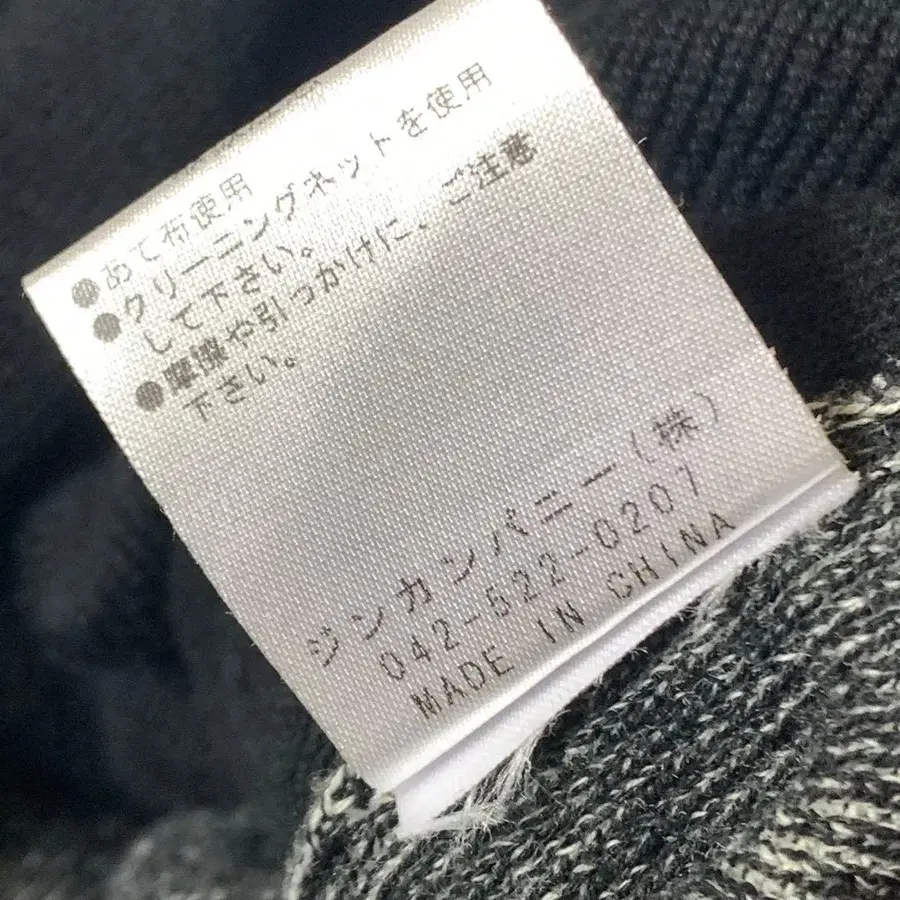 ●あて布使用
●クリーニングネットを使用
して下さい。
●摩擦や引っかけに、ご注意
下さい。
ジンカンパニー(株)
042-522-0207
MADE IN CHINA